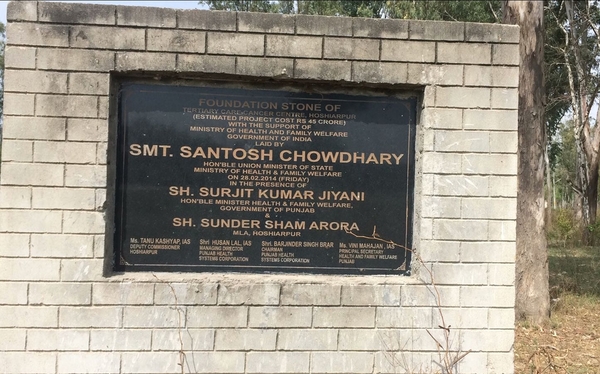 FOUNDATION STONE OF
TERTIARY CARE CANCER CENTRE, HOSHIARPUR
(ESTIMATED PROJECT COST RS 45 CRORE)
WITH THE SUPPORT OF
MINISTRY OF HEALTH AND FAMILY WELFARE
GOVERNMENT OF INDIA
LAID BY
SMT. SANTOSH CHOWDHARY
HON'BLE UNION MINISTER OF STATE
MINISTRY OF HEALTH & FAMILY WELFARE
ON 28.02.2014 (FRIDAY)
IN THE PRESENCE OF
SH. SURJIT KUMAR JIYANI
HON'BLE MINISTER HEALTH & FAMILY WELFARE,
GOVERNMENT OF PUNJAB
&
SH. SUNDER SHAM ARORA
MLA, HOSHIARPUR
Ms. TANU KASHYAP, IAS
DEPUTY COMMISSIONER
HOSHIARPUR
Shri HUSAN LAL, IAS
MANAGING DIRECTOR
PUNJAB HEALTH
SYSTEMS CORPORATION
Shri. BARJINDER SINGH BRAR
CHAIRMAN
PUNJAB HEALTH
SYSTEMS CORPORATION
Ms. VINI MAHAJAN, IAS
PRINCIPAL SECRETARY
HEALTH AND FAMILY WELFARE
PUNJAB